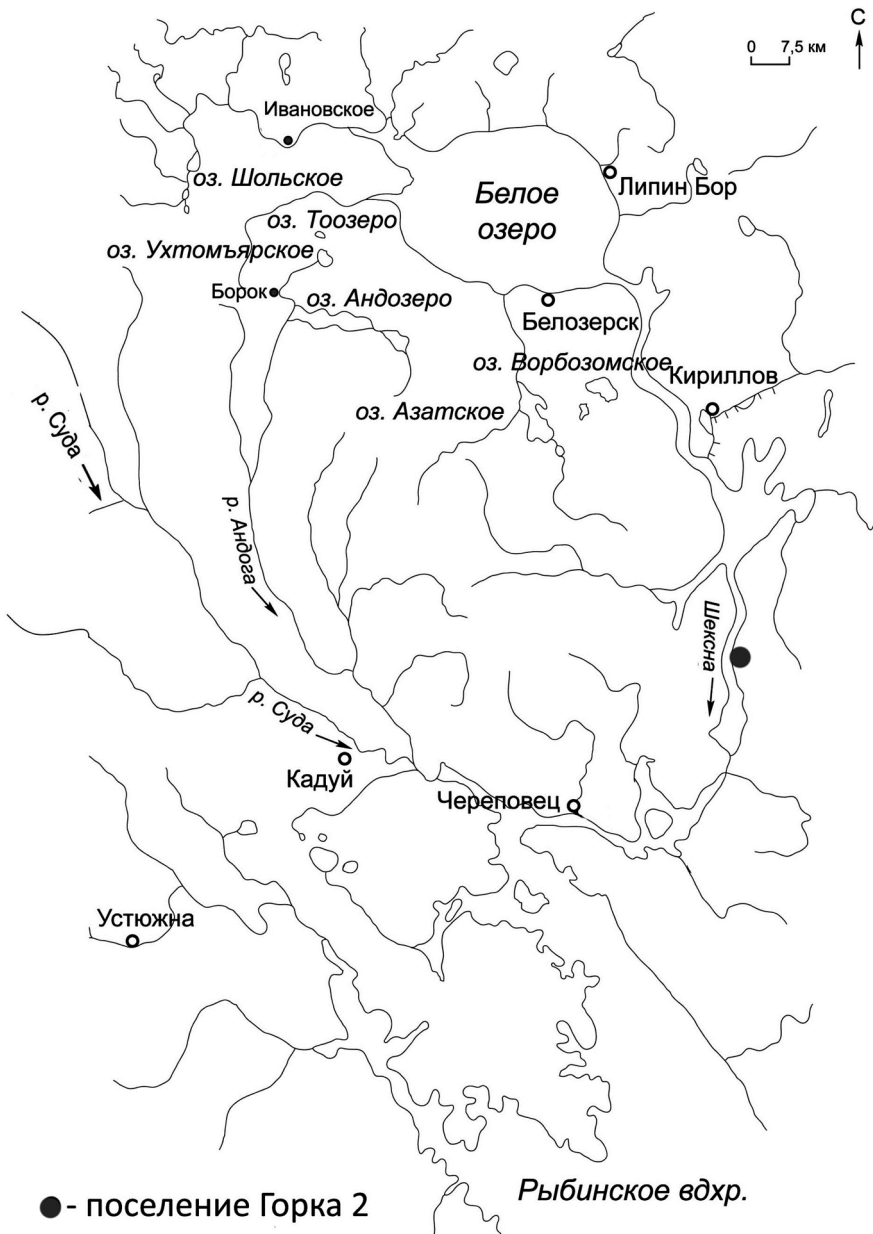 С
0 7,5 км
Ивановское
оз. Шольское
Белое
озеро
Липин Бор
оз. Тоозеро
оз. Ухтомъярское
Борок
оз. Андозеро
Белозерск
оз. Ворбозомское
Кириллов
оз. Азатское
р. Суда
р. Андога
Шексна
р. Суда
Кадуй
Череповец
Устюжна
Рыбинское вдхр.
- поселение Горка 2